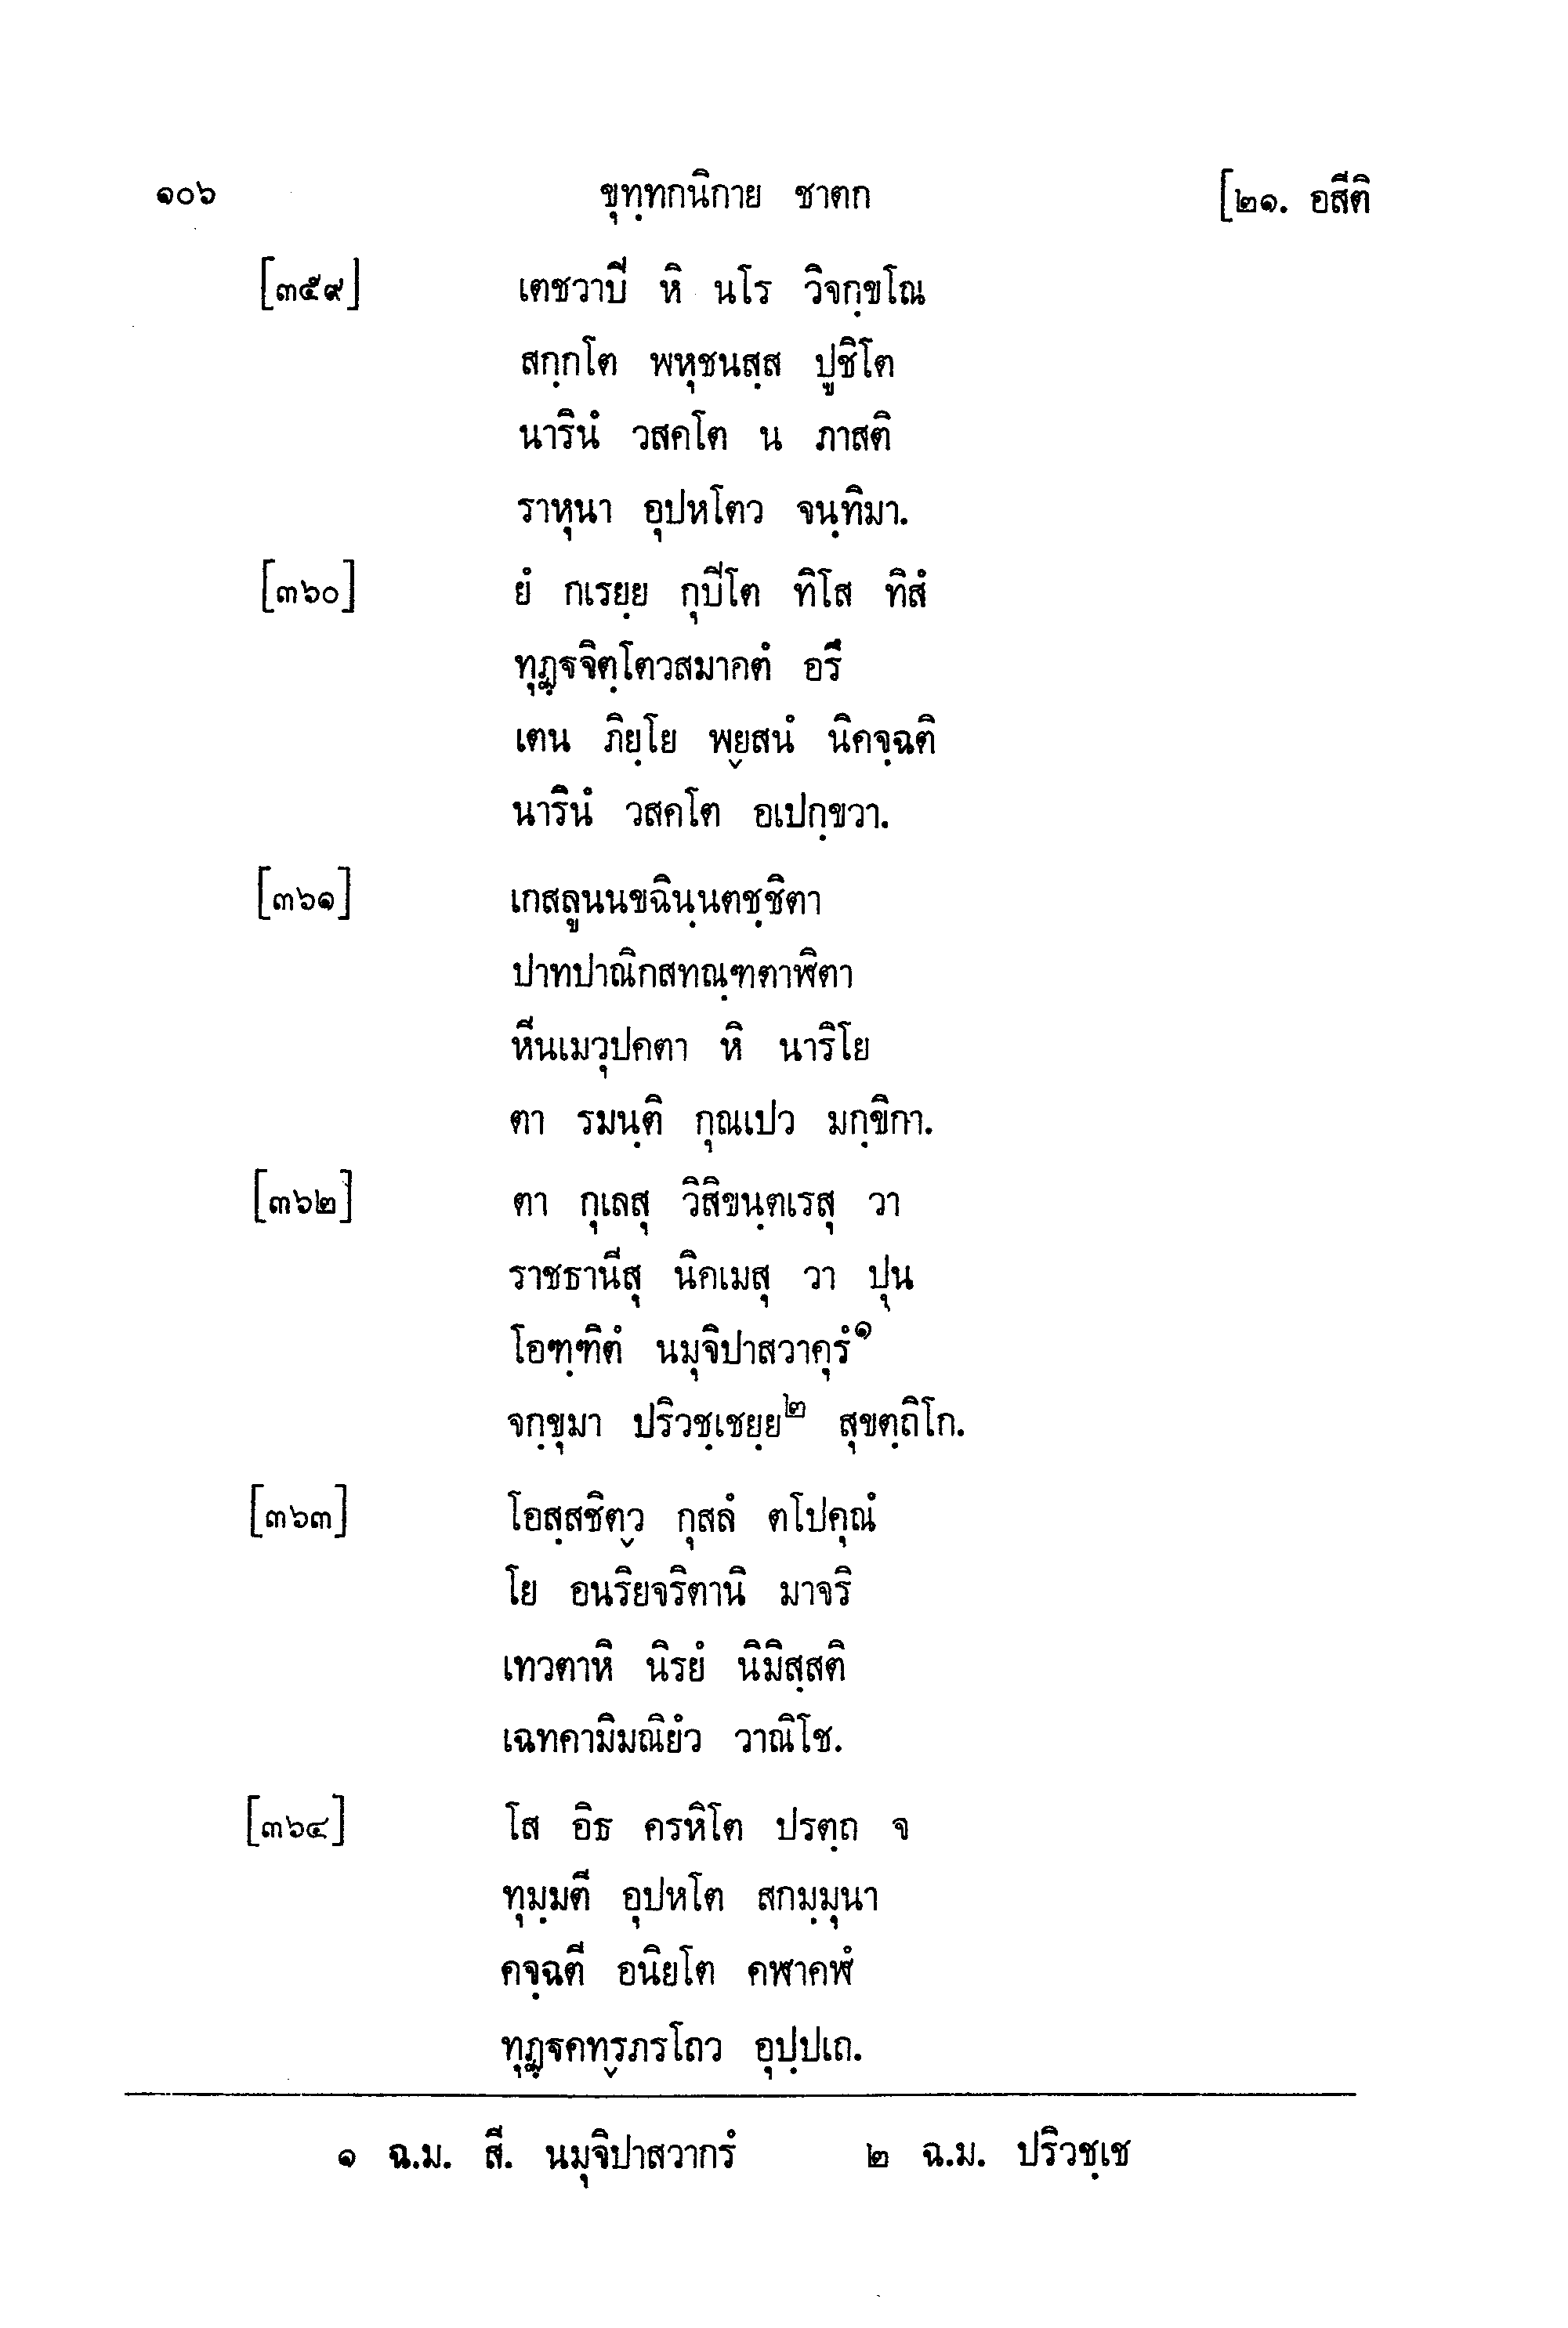 ๑๐๖ ขุทฺทกนิกาย ชาตก [๒๑. อสีติ
[๓๕๙] เตชวาบี หิ นโร วิจกฺขโณ
สกฺกโต พหุชนสฺส ปูชิโต
นารินํ วสคโต น ภาสติ
ราหุนา อุปหโตว จนฺทิมา.
[๓๖๐] ยํ กเรยฺย กุบีโต ทิโส ทิสํ
ทุฏฺฐจิตฺโตวสมาคตํ อรึ
เตน ภิยฺโย พฺยสนํ นิคจฺฉติ
นารินํ วสคโต อเปกฺขวา.
[๓๖๑] เกสลูนนขฉินฺนตชฺชิตา
ปาทปาณิกสทณฺฑตาฬิตา
หีนเมวุปคตา หิ นาริโย
ตา รมนฺติ กุณเปว มกฺขิกา.
[๓๖๒] ตา กุเลสุ วิสิขนฺตเรสุ วา
ราชธานีสุ นิคเมสุ วา ปุน
โอฑฺฑิตํ นมุจิปาสวาคุรํ๑
จกฺขุมา ปริวชฺเชยฺย๒ สุขตฺถิโก.
[๓๖๓] โอสฺสชิตฺว กุสลํ ตโปคุณํ
โย อนริยจริตานิ มาจริ
เทวตาหิ นิรยํ นิมิสฺสติ
เฉทคามิมณิยํว วาณิโช.
[๓๖๔] โส อิธ ครหิโต ปรตฺถ จ
ทุมฺมตี อุปหโต สกมฺมุนา
คจฺฉตี อนิยโต คฬาคฬํ
ทุฏฺฐคทฺรภรโถว อุปฺปเถ.
๑ ฉ.ม. สี. นมุจิปาสวากรํ ๒ ฉ.ม. ปริวชฺเช